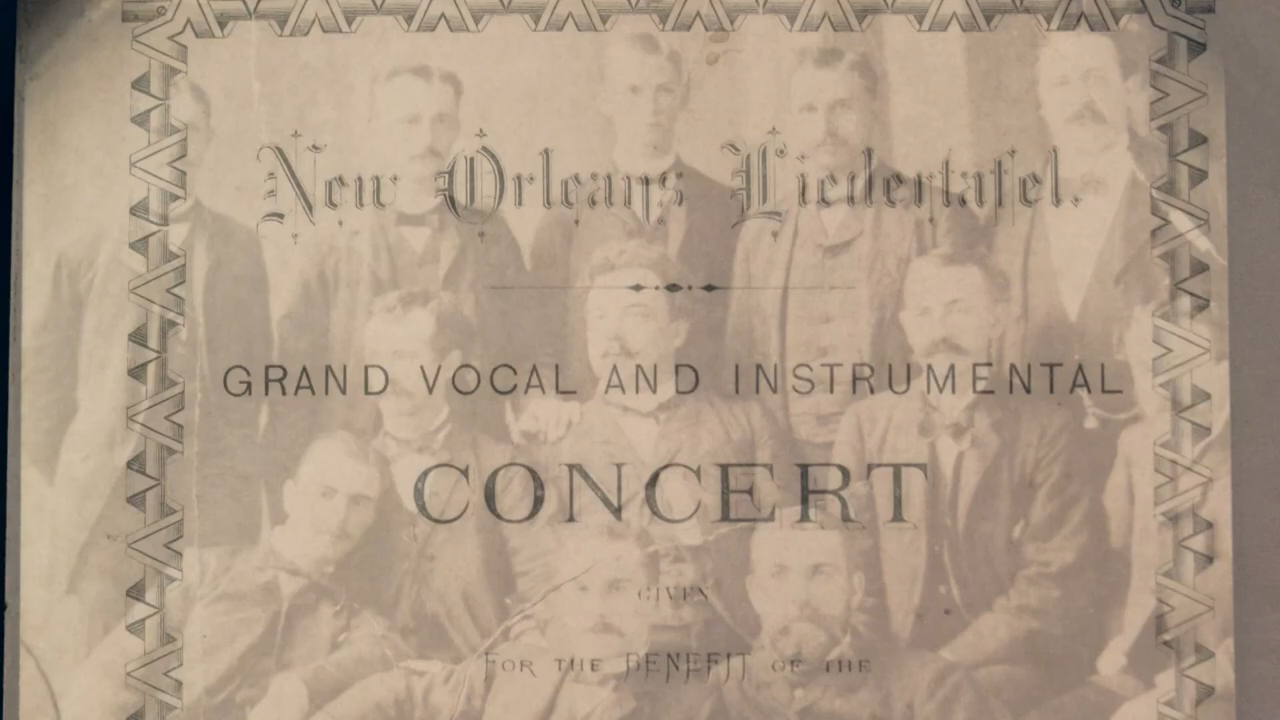 New Orleans Liedertafel.
GRAND VOCAL AND INSTRUMENTAL
CONCERT
GIVEN
FOR THE BENEFIT OF THE